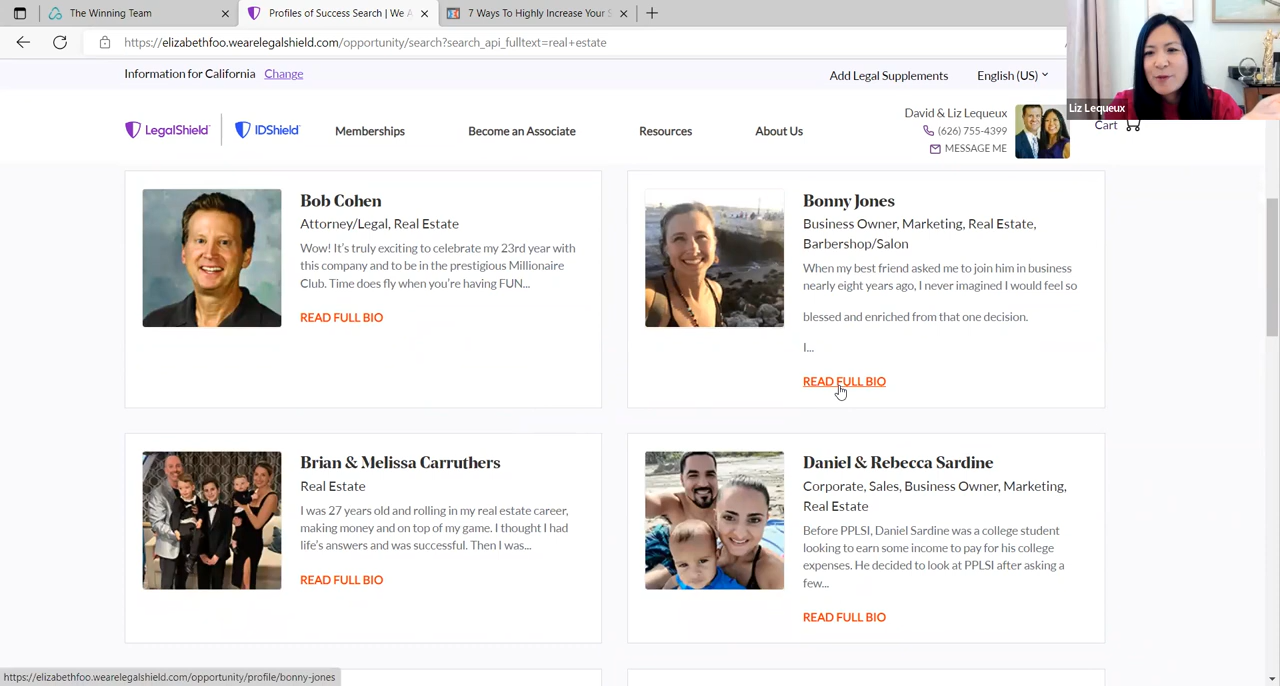 The Winning Team
Profiles of Success Search | We A
7 Ways To Highly Increase Your S
https://elizabethfoo.wearelegalshield.com/opportunity/search?search_api_fulltext=real+estate
Information for California Change
Add Legal Supplements
English (US)
Liz Lequeux
LegalShield
IDShield
Memberships
Become an Associate
Resources
About Us
David & Liz Lequeux
(626) 755-4399
MESSAGE ME
Cart
Bob Cohen
Attorney/Legal, Real Estate
Wow! It's truly exciting to celebrate my 23rd year with
this company and to be in the prestigious Millionaire
Club. Time does fly when you're having FUN...
READ FULL BIO
Bonny Jones
Business Owner, Marketing, Real Estate,
Barbershop/Salon
When my best friend asked me to join him in business
nearly eight years ago, I never imagined I would feel so
blessed and enriched from that one decision.
I...
READ FULL BIO
Brian & Melissa Carruthers
Real Estate
I was 27 years old and rolling in my real estate career,
making money and on top of my game. I thought I had
life's answers and was successful. Then I was...
READ FULL BIO
Daniel & Rebecca Sardine
Corporate, Sales, Business Owner, Marketing,
Real Estate
Before PPLSI, Daniel Sardine was a college student
looking to earn some income to pay for his college
expenses. He decided to look at PPLSI after asking a
few...
READ FULL BIO
https://elizabethfoo.wearelegalshield.com/opportunity/profile/bonny-jones